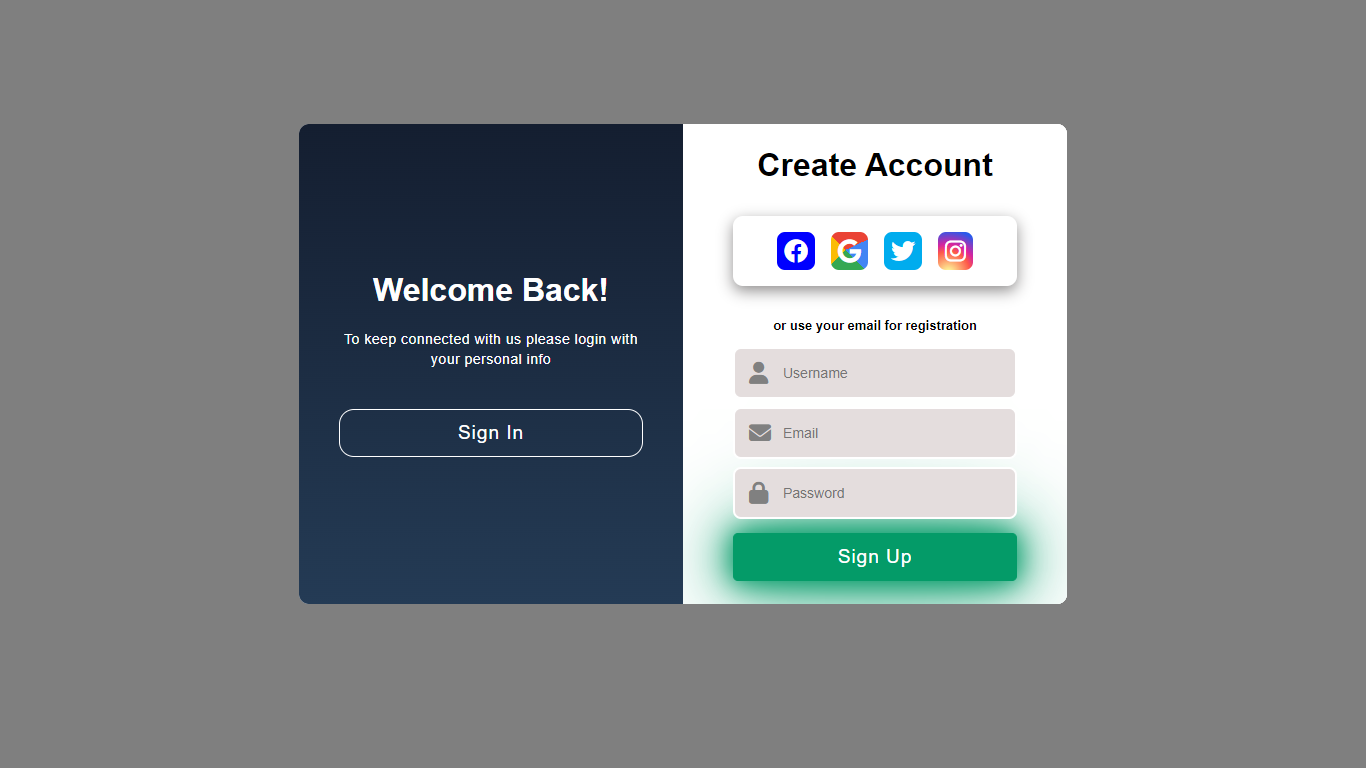 Welcome Back!
To keep connected with us please login with
your personal info
Sign In
Create Account
or use your email for registration
Username
Email
Password
Sign Up